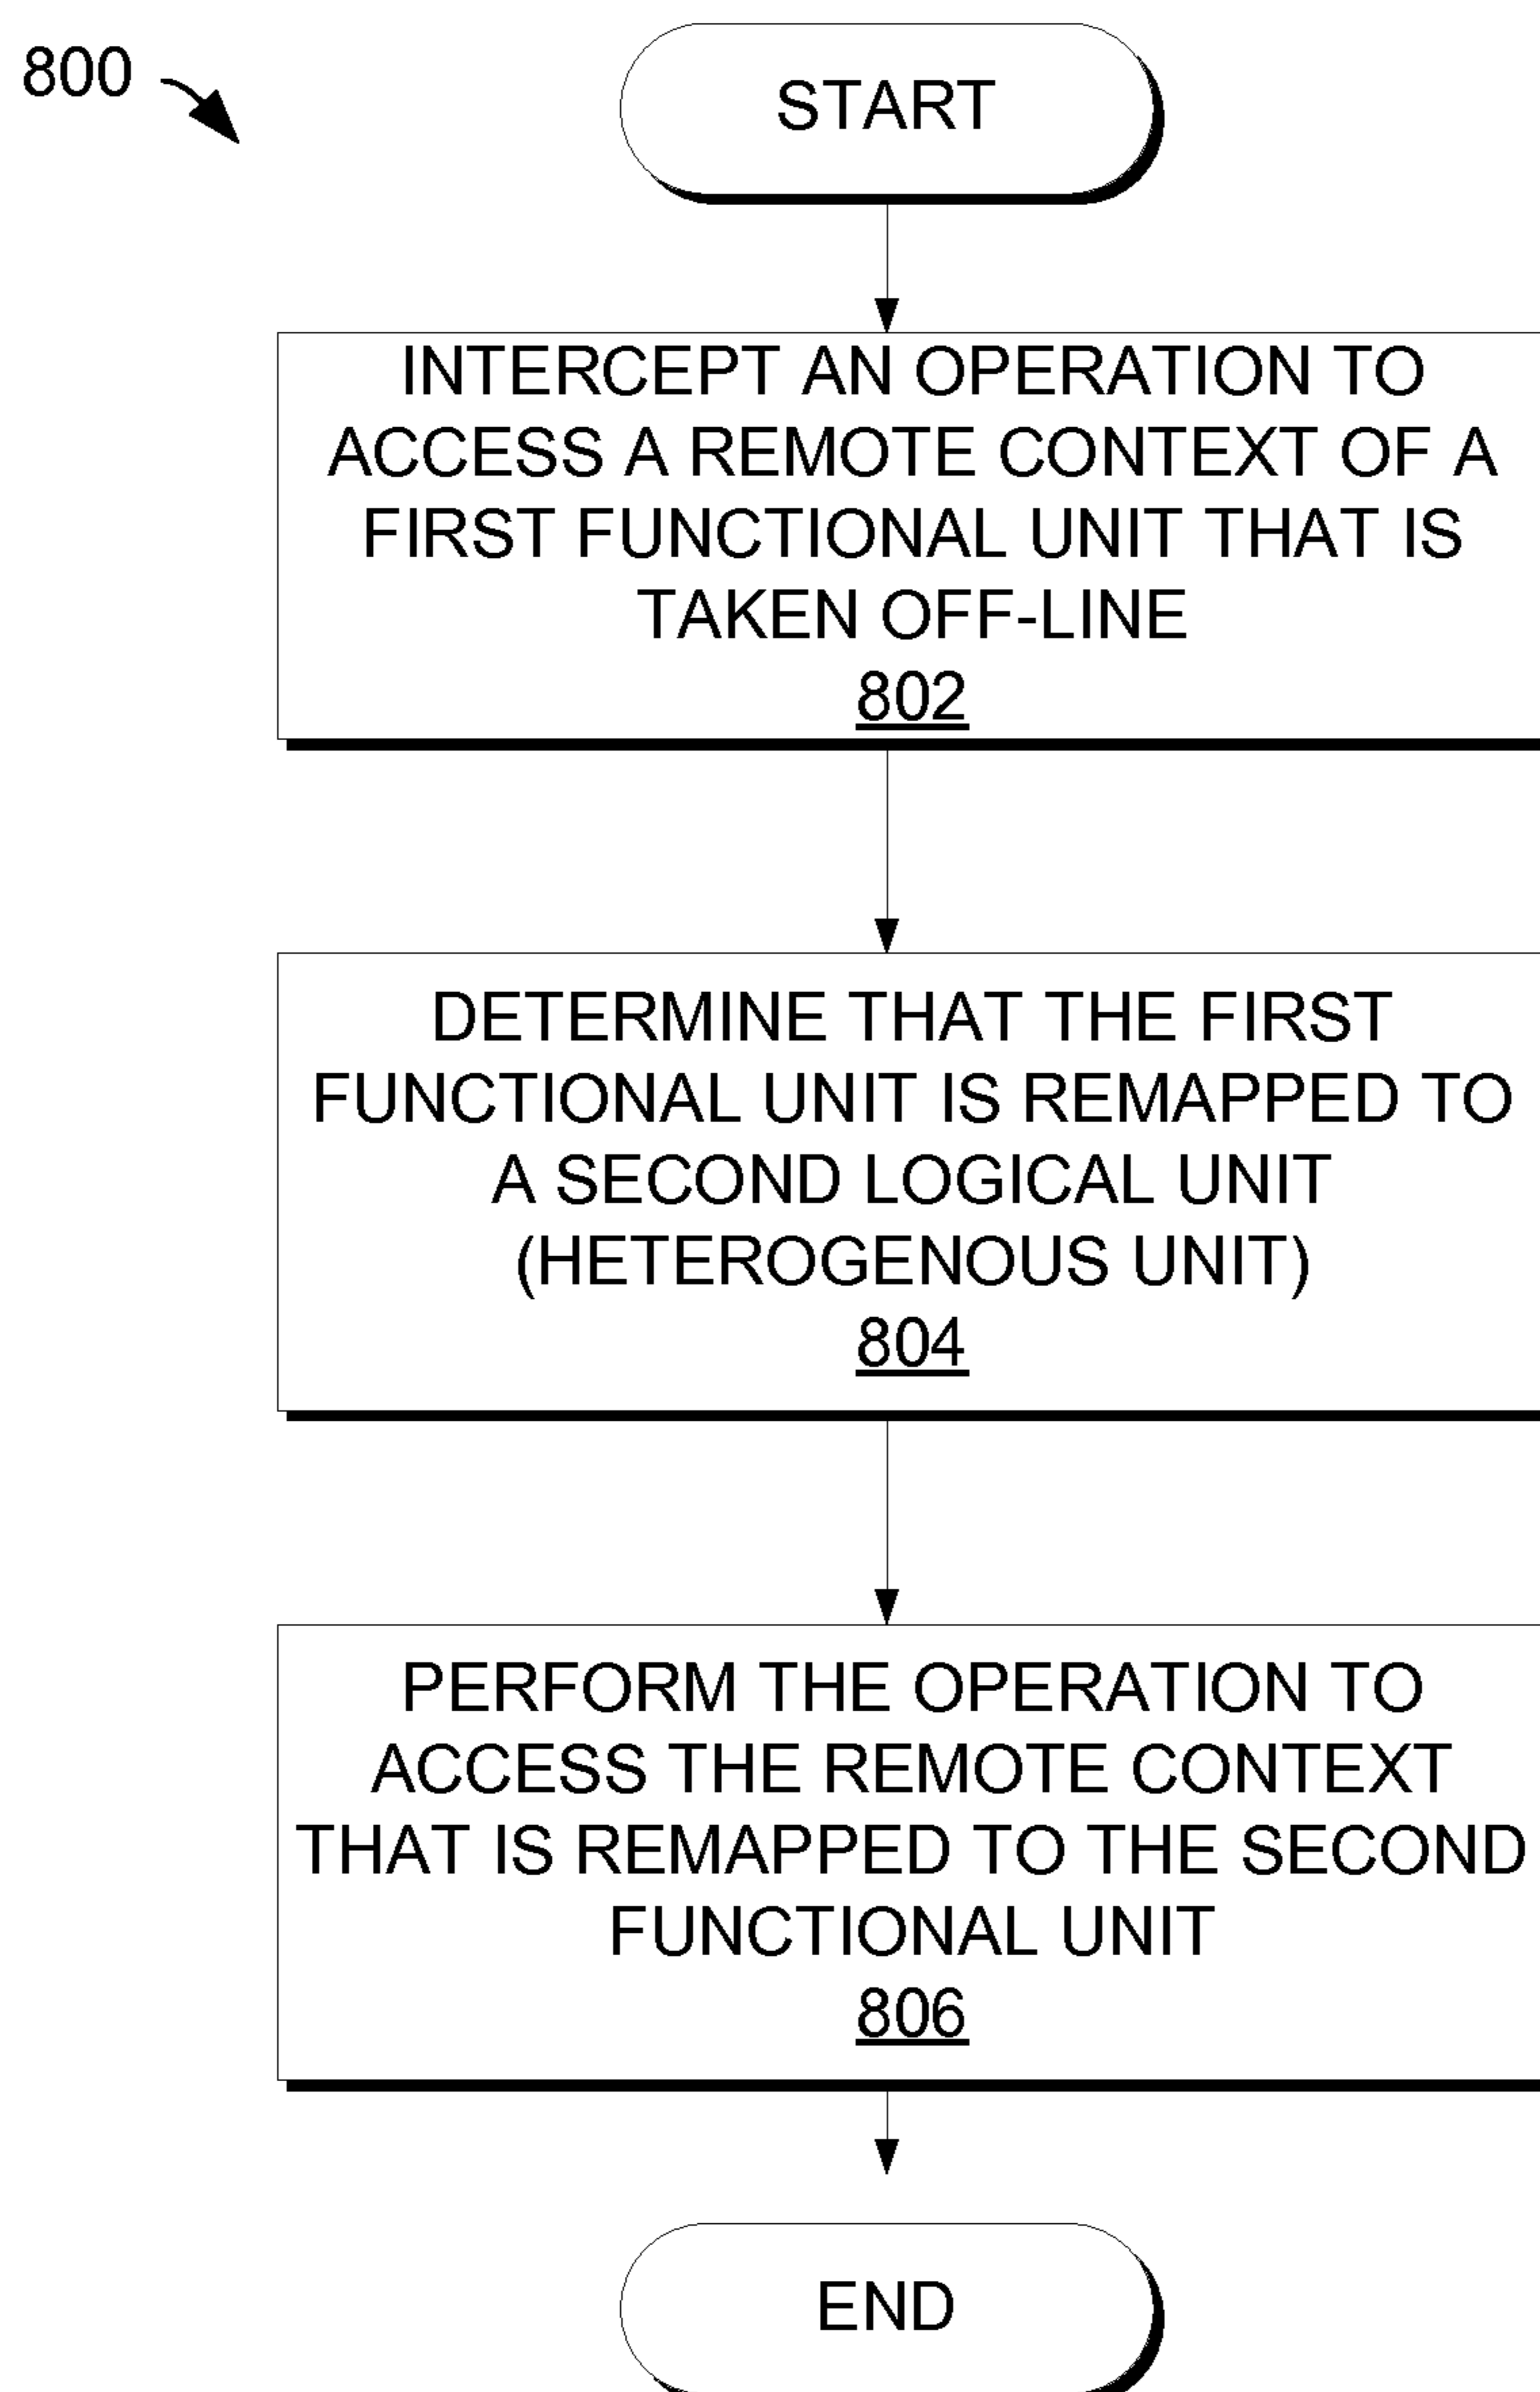 800
START
INTERCEPT AN OPERATION TO
ACCESS A REMOTE CONTEXT OF A
FIRST FUNCTIONAL UNIT THAT IS
TAKEN OFF-LINE
802
DETERMINE THAT THE FIRST
FUNCTIONAL UNIT IS REMAPPED TO
A SECOND LOGICAL UNIT
(HETEROGENOUS UNIT)
804
PERFORM THE OPERATION TO
ACCESS THE REMOTE CONTEXT
THAT IS REMAPPED TO THE SECOND
FUNCTIONAL UNIT
806
END